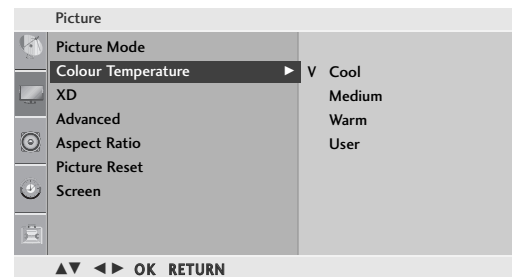 Picture
Picture Mode
Colour Temperature ► V Cool
XD Medium
Advanced Warm
Aspect Ratio User
Picture Reset
Screen
▲▼ ◄► OK RETURN